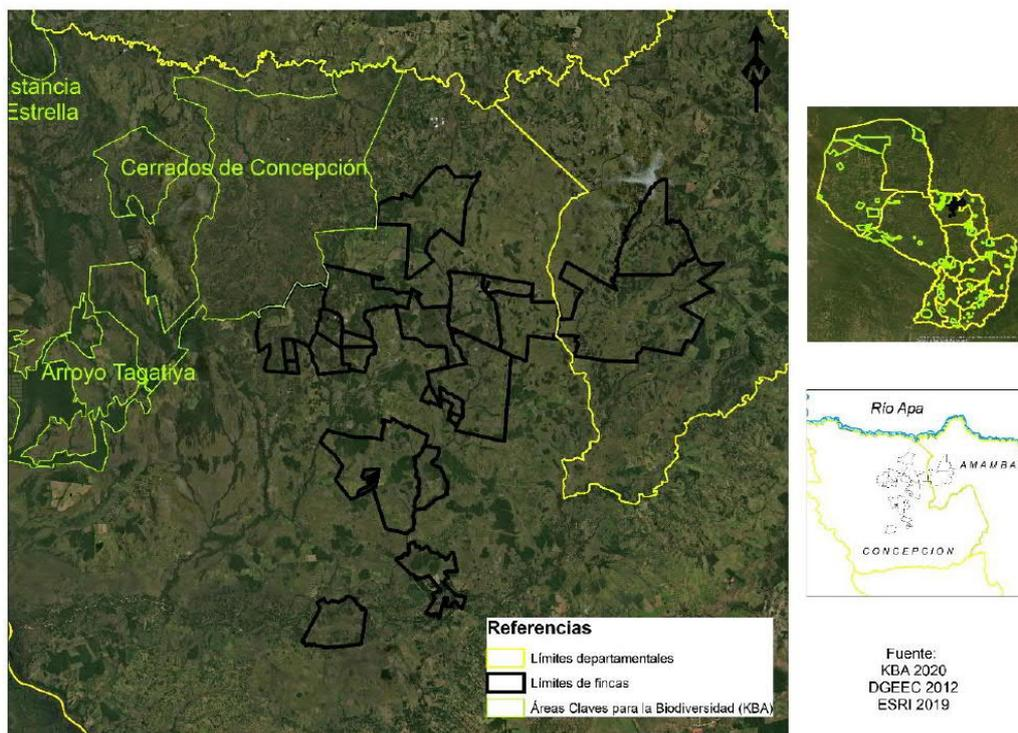 stancia
Estrella
Cerrados de Concepción
Arroyo Tagatiya
N
Referencias
Límites departamentales
Límites de fincas
Áreas Claves para la Biodiversidad (KBA)
Río Apa
AMAMBA
CONCEPCION
Fuente:
KBA 2020
DGEEC 2012
ESRI 2019